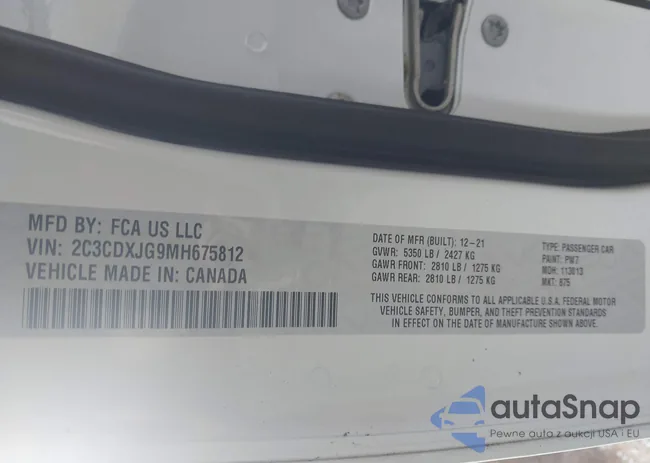 MFD BY: FCA US LLC
VIN: 2C3CDXJG9MH675812
VEHICLE MADE IN: CANADA
DATE OF MFR (BUILT): 12-21
GVWR: 5350 LB / 2427 KG
GAWR FRONT: 2810 LB / 1275 KG
GAWR REAR: 2810 LB / 1275 KG
TYPE: PASSENGER CAR
PAINT: PW7
MDH: 113013
MKT: 675
THIS VEHICLE CONFORMS TO ALL APPLICABLE U.S.A. FEDERAL MOTOR
VEHICLE SAFETY, BUMPER, AND THEFT PREVENTION STANDARDS
IN EFFECT ON THE DATE OF MANUFACTURE SHOWN ABOVE.
autoSnap
Pewne auto z aukcji USA i EU